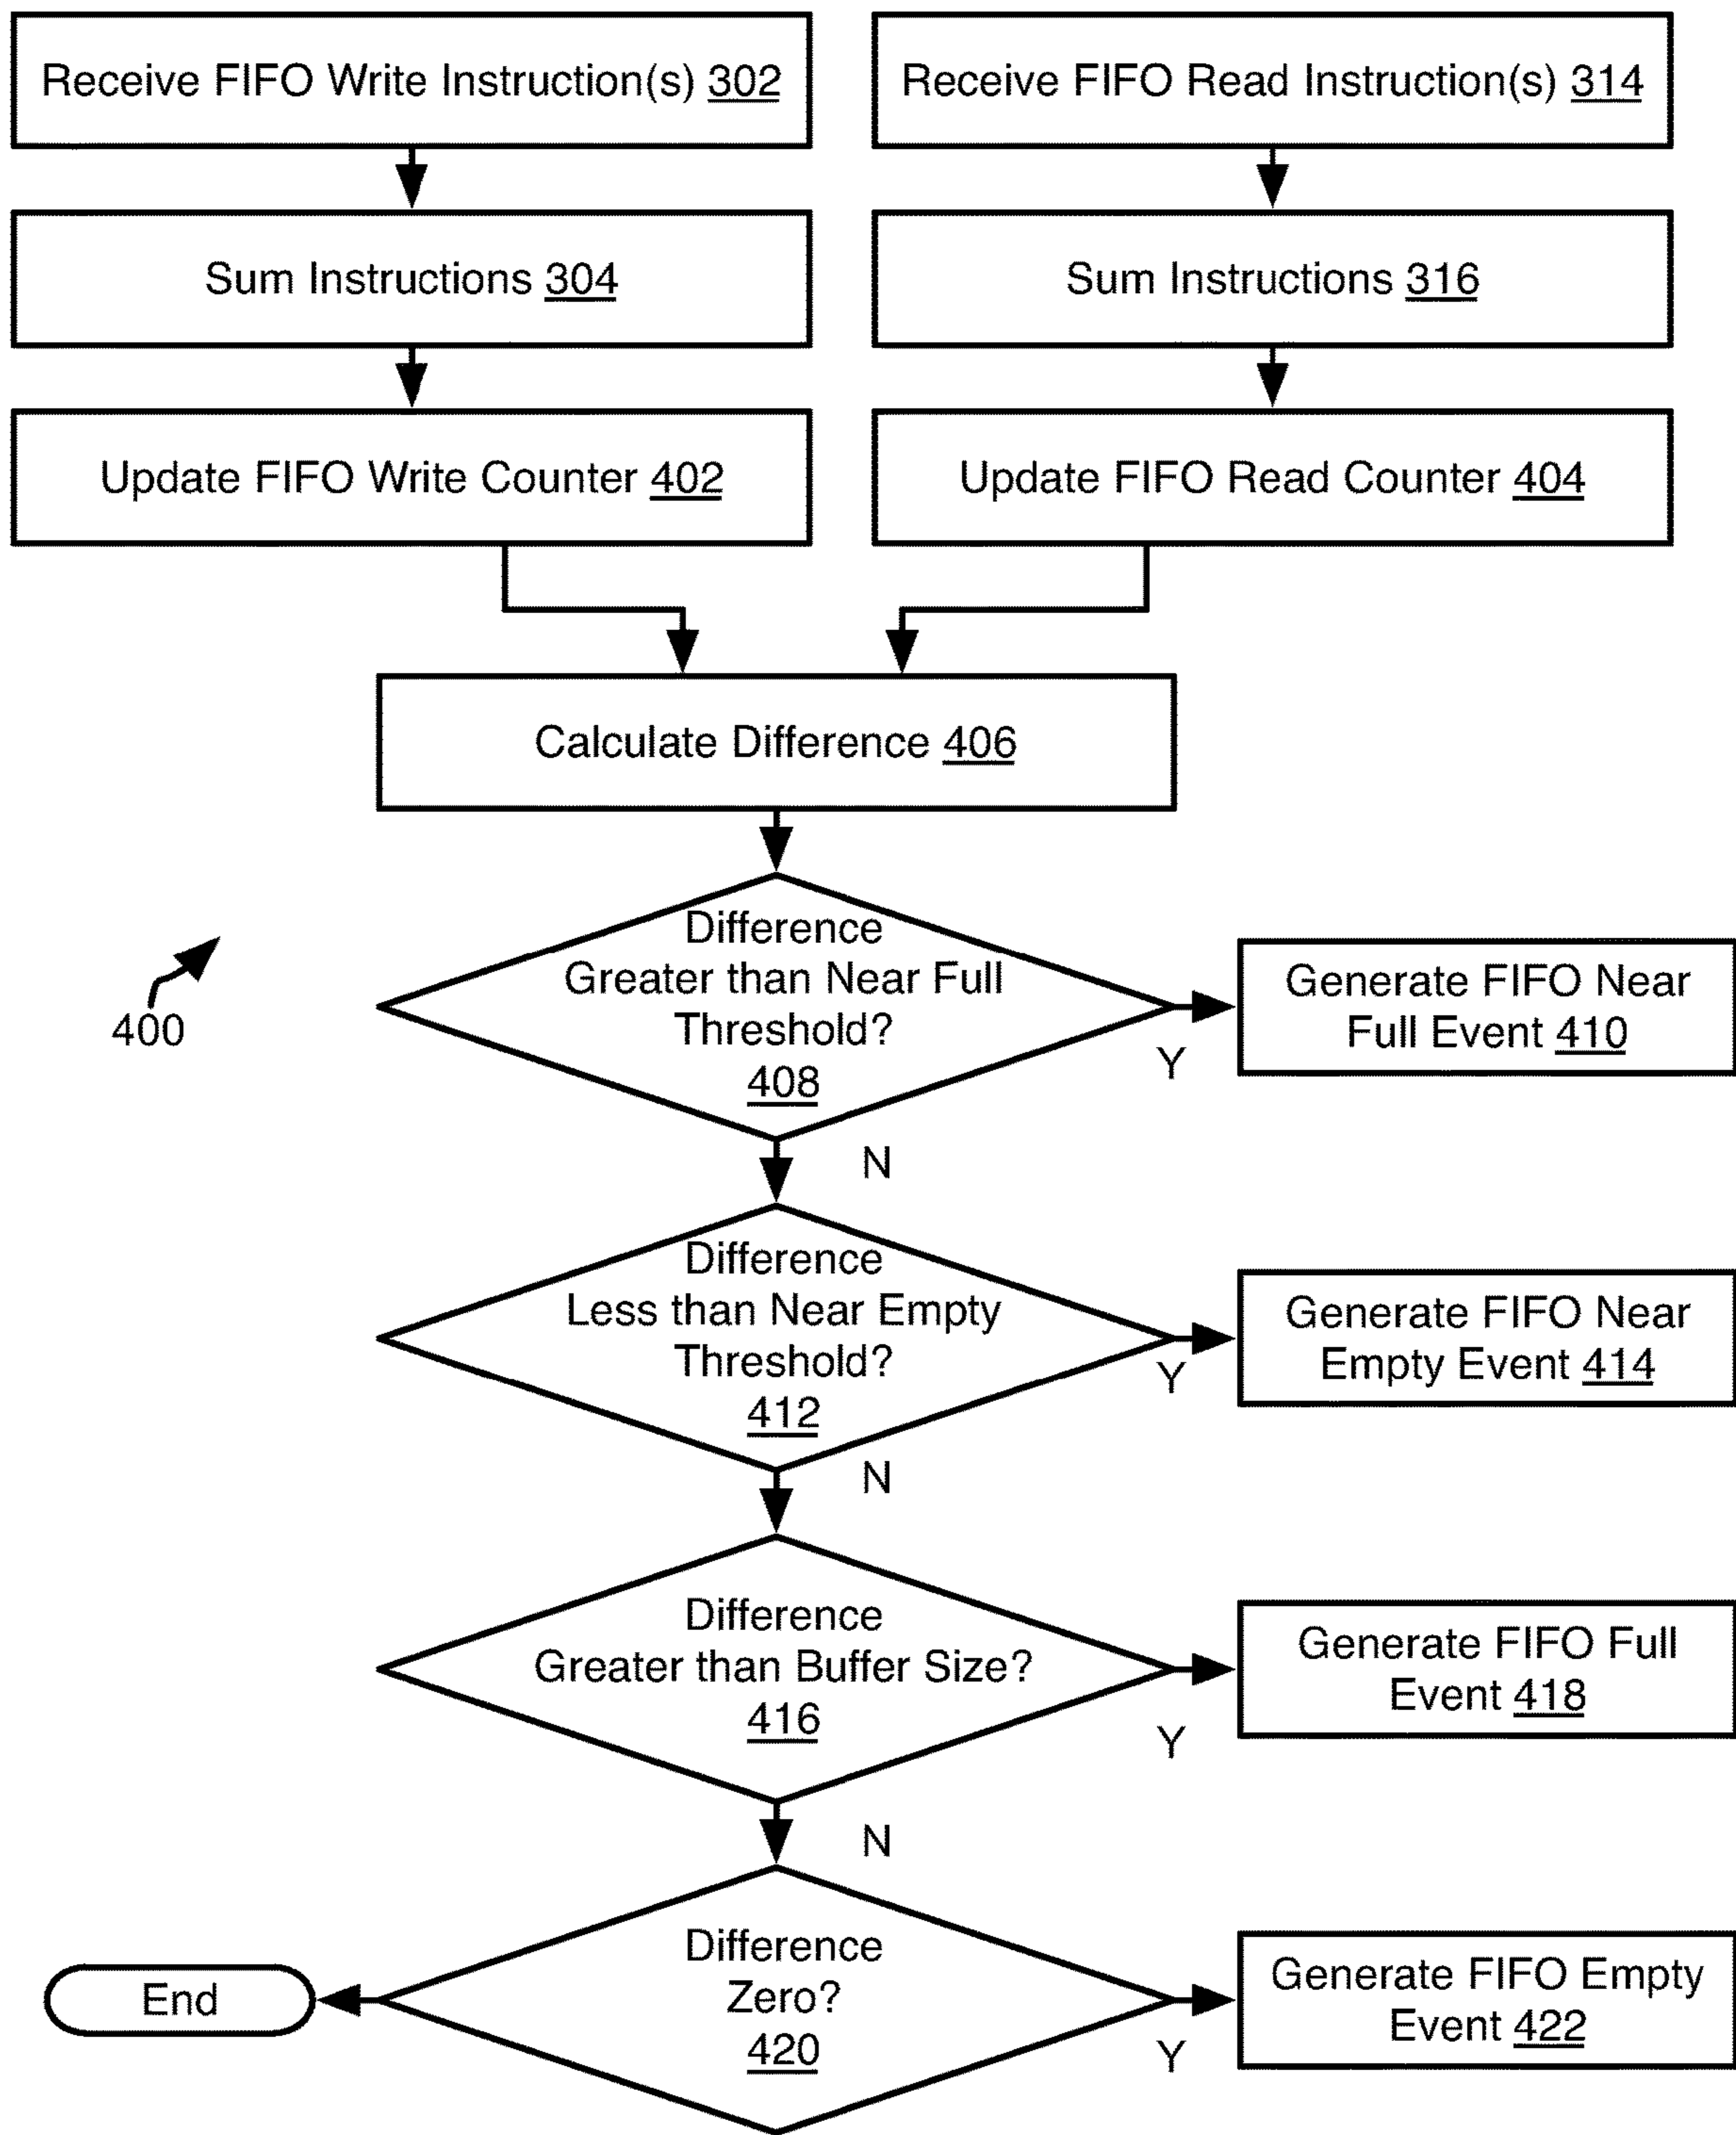 Receive FIFO Write Instruction(s) 302
Receive FIFO Read Instruction(s) 314
Sum Instructions 304
Sum Instructions 316
Update FIFO Write Counter 402
Update FIFO Read Counter 404
Calculate Difference 406
400
Difference
Greater than Near Full
Threshold?
408
Y
Generate FIFO Near
Full Event 410
N
Difference
Less than Near Empty
Threshold?
412
Y
Generate FIFO Near
Empty Event 414
N
Difference
Greater than Buffer Size?
416
Y
Generate FIFO Full
Event 418
N
Difference
Zero?
420
Y
Generate FIFO Empty
Event 422
End